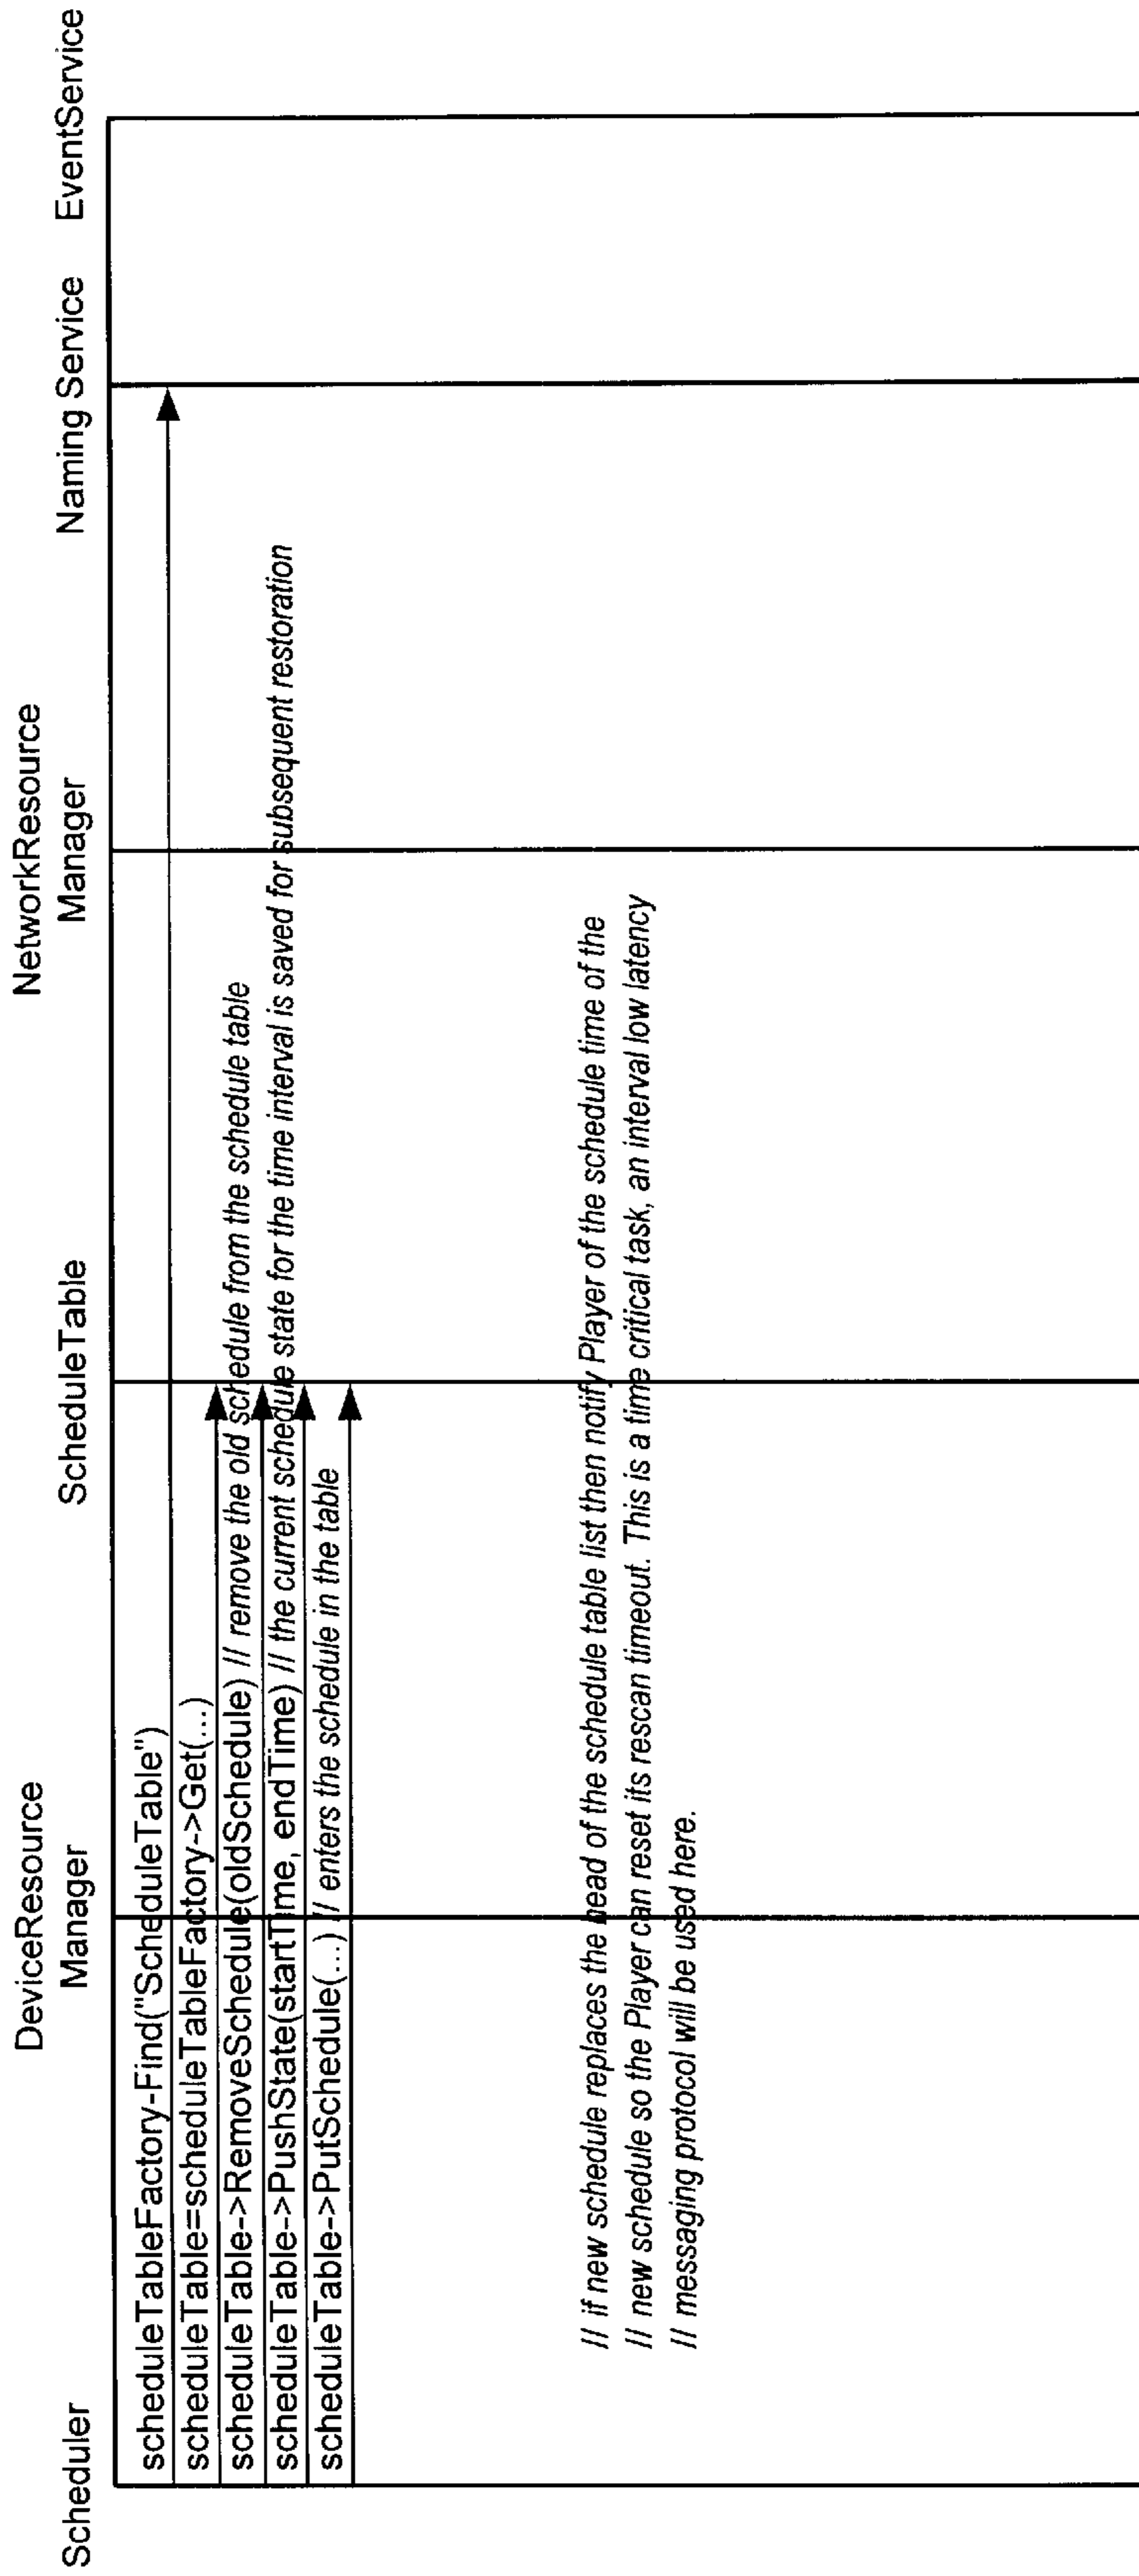 Scheduler
DeviceResource
Manager
ScheduleTable
NetworkResource
Manager
Naming Service
EventService
scheduleTableFactory-Find("ScheduleTable")
scheduleTable=scheduleTableFactory->Get(...)
scheduleTable->RemoveSchedule(oldSchedule) // remove the old schedule from the schedule table
scheduleTable->PushState(startTime, endTime) // the current schedule state for the time interval is saved for subsequent restoration
scheduleTable->PutSchedule(...) // enters the schedule in the table
// if new schedule replaces the head of the schedule table list then notify Player of the schedule time of the
// new schedule so the Player can reset its rescan timeout. This is a time critical task, an interval low latency
// messaging protocol will be used here.